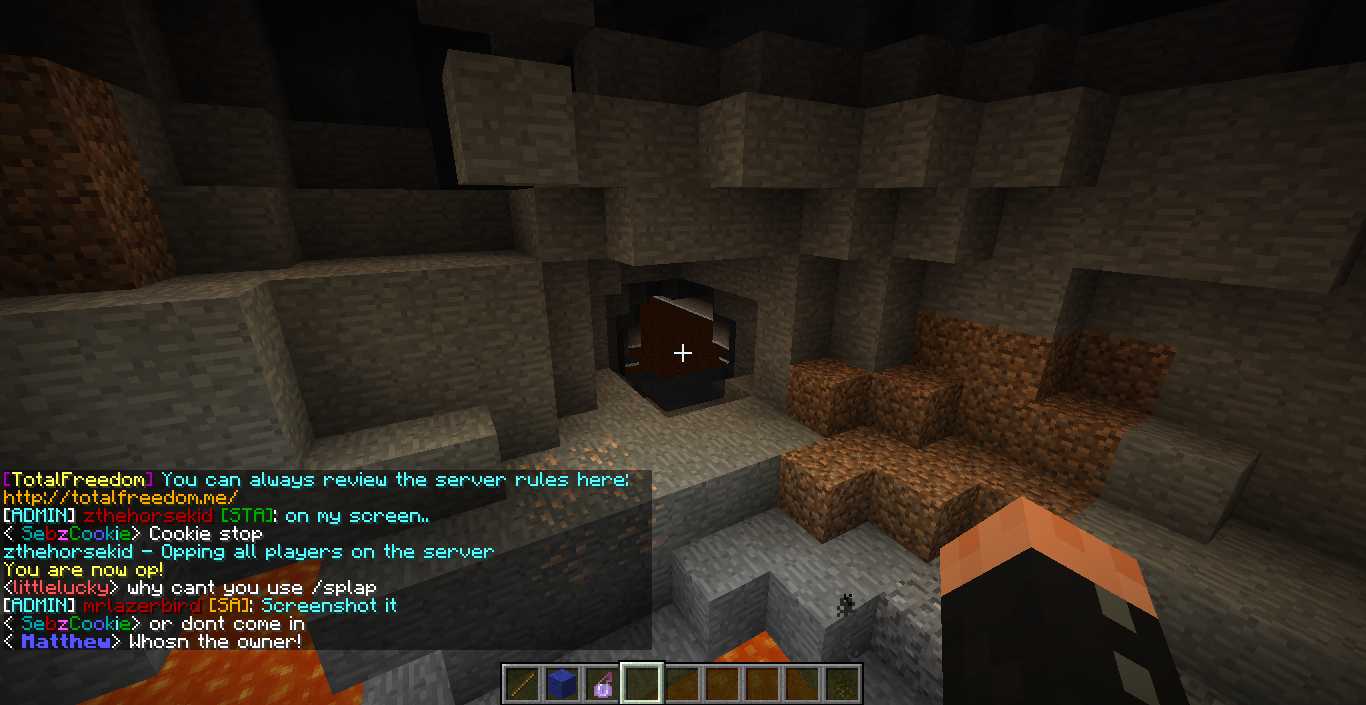 [TotalFreedom] You can always review the server rules here:
http://totalfreedom.me/
[ADMIN] zthehorsekid [STA]: on my screen..
< SebzCookie> Cookie stop
zthehorsekid - Opping all players on the server
You are now op!
<littlelucky> why cant you use /splap
[ADMIN] mrlazerbird [SA]: Screenshot it
< SebzCookie> or dont come in
< Matthew> Whosn the owner!